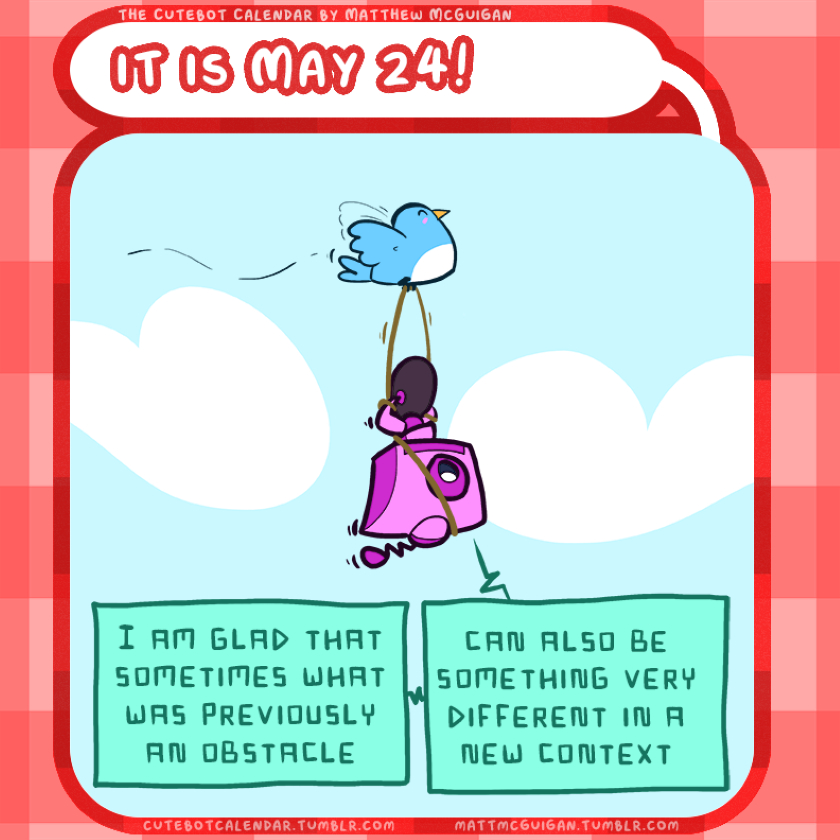 THE CUTEBOT CALENDAR BY MATTHEW MCGUIGAN
IT IS MAY 24!
I AM GLAD THAT
SOMETIMES WHAT
WAS PREVIOUSLY
AN OBSTACLE
CAN ALSO BE
SOMETHING VERY
DIFFERENT IN A
NEW CONTEXT
CUTEBOTCALENDAR.TUMBLR.COM
MATTMCGUIGAN.TUMBLR.COM